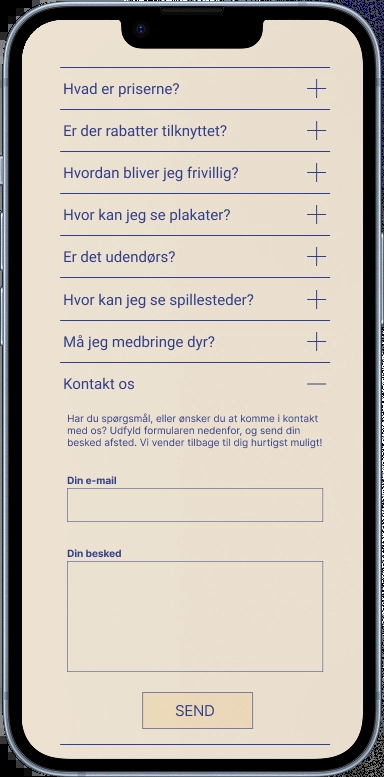 Hvad er priserne?
Er der rabatter tilknyttet?
Hvordan bliver jeg frivillig?
Hvor kan jeg se plakater?
Er det udendørs?
Hvor kan jeg se spillesteder?
Må jeg medbringe dyr?
Kontakt os
Har du spørgsmål, eller ønsker du at komme i kontakt
med os? Udfyld formularen nedenfor, og send din
besked afsted. Vi vender tilbage til dig hurtigst muligt!
Din e-mail
Din besked
SEND